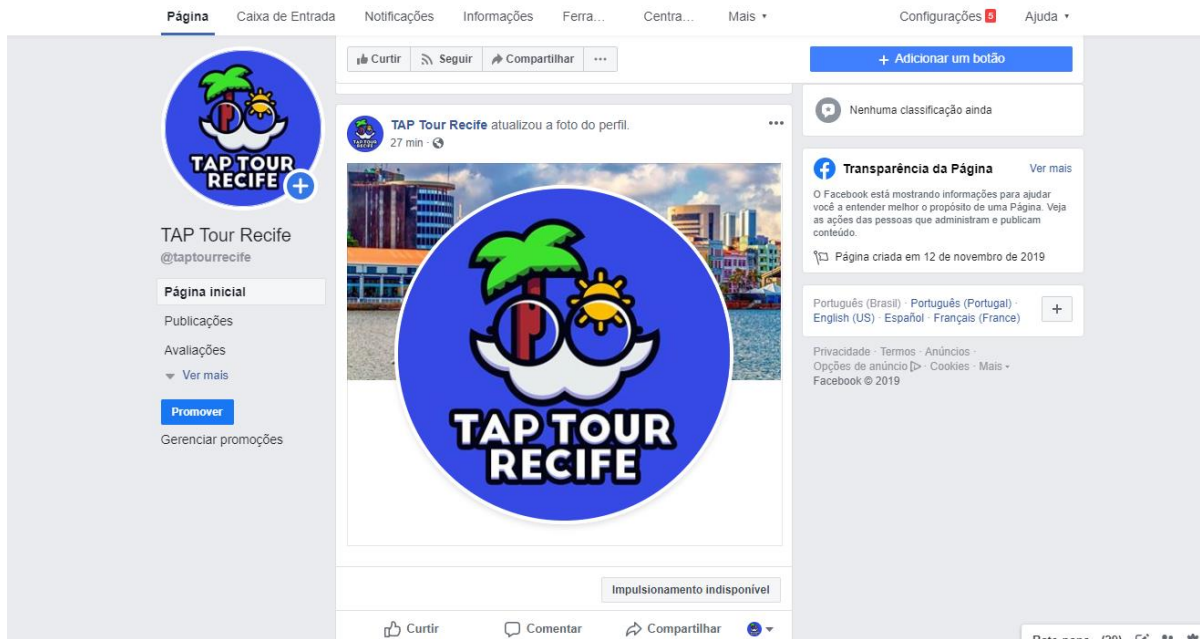 Página Caixa de Entrada Notificações Informações Ferra... Centra... Mais Configurações 5 Ajuda
Curtir Seguir Compartilhar ...
+ Adicionar um botão
TAP TOUR
RECIFE
TAP Tour Recife
@taptourrecife
Página inicial
Publicações
Avaliações
Ver mais
Promover
Gerenciar promoções
TAP Tour Recife atualizou a foto do perfil.
27 min ·
TAP TOUR
RECIFE
Impulsionamento indisponível
Curtir Comentar Compartilhar
Nenhuma classificação ainda
Transparência da Página Ver mais
O Facebook está mostrando informações para ajudar
você a entender melhor o propósito de uma Página. Veja
as ações das pessoas que administram e publicam
conteúdo.
Página criada em 12 de novembro de 2019
Português (Brasil) · Português (Portugal) ·
English (US) · Español · Français (France)
Privacidade · Termos · Anúncios ·
Opções de anúncio · Cookies · Mais
Facebook © 2019